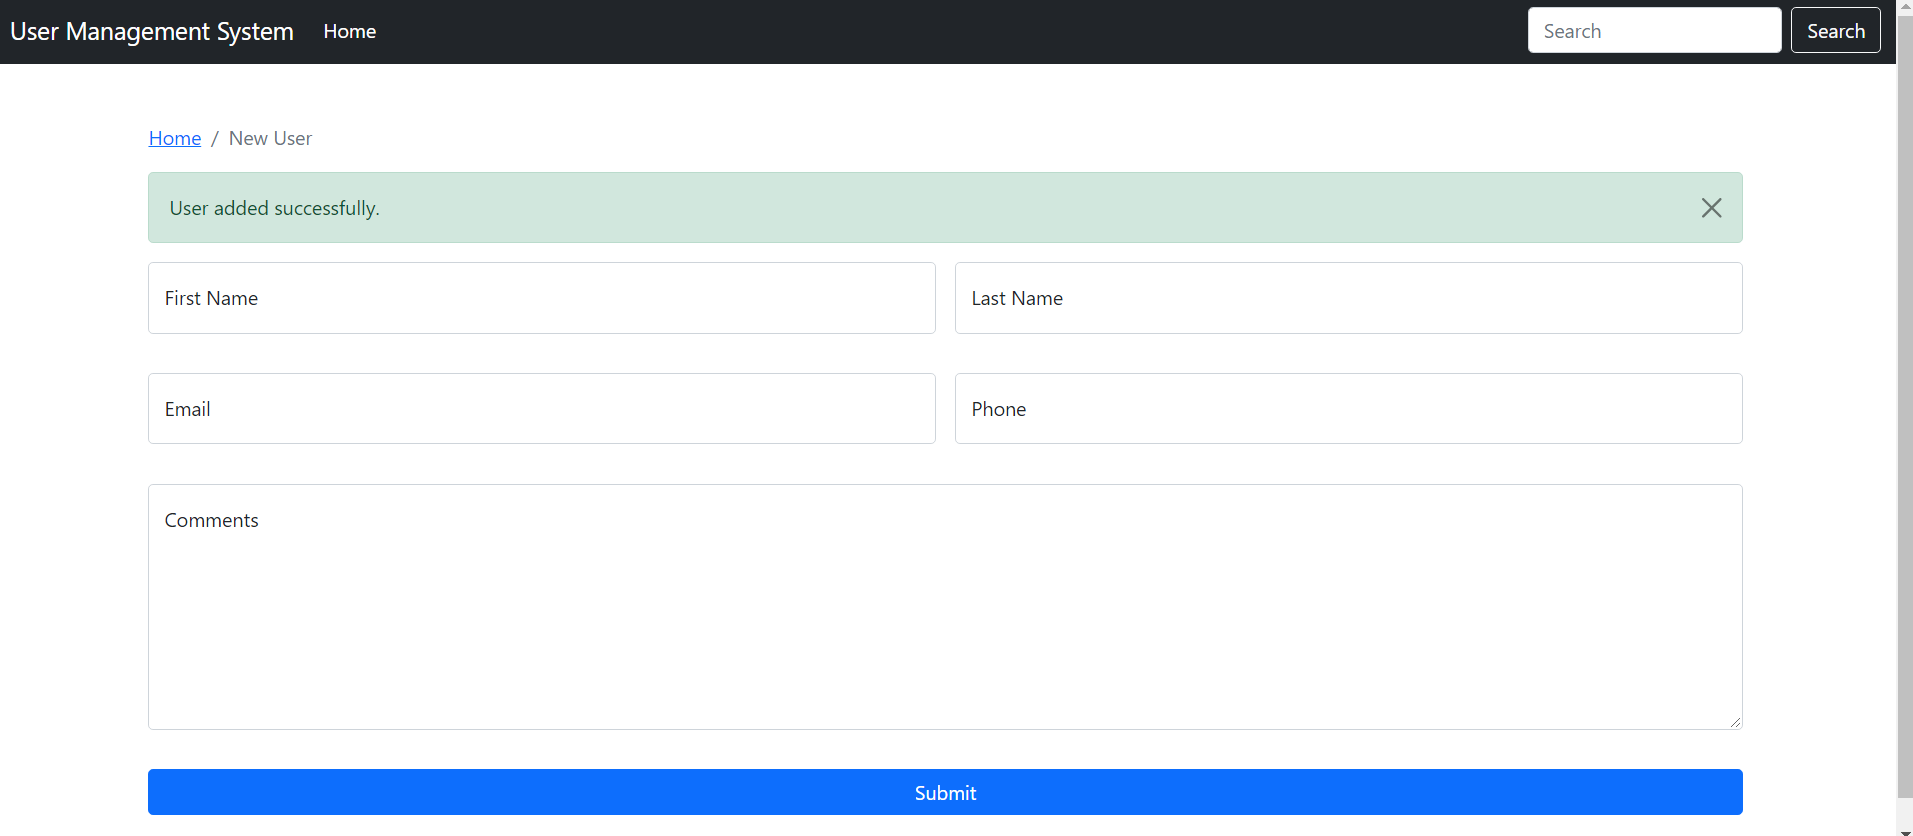 User Management System Home Search Search
Home / New User
User added successfully.
First Name Last Name
Email Phone
Comments
Submit